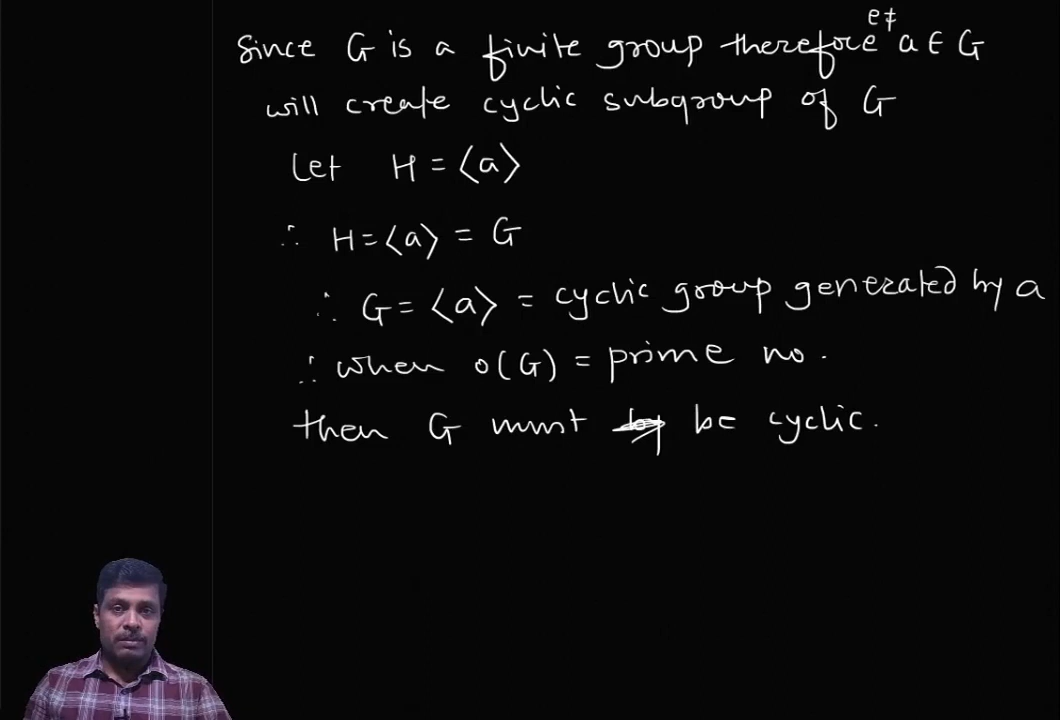 Since G is a finite group therefore e≠ a ∈ G
will create cyclic subgroup of G
Let H = ⟨a⟩
∴ H = ⟨a⟩ = G
∴ G = ⟨a⟩ = cyclic group generated by a
∴ when o(G) = prime no.
then G must be cyclic.